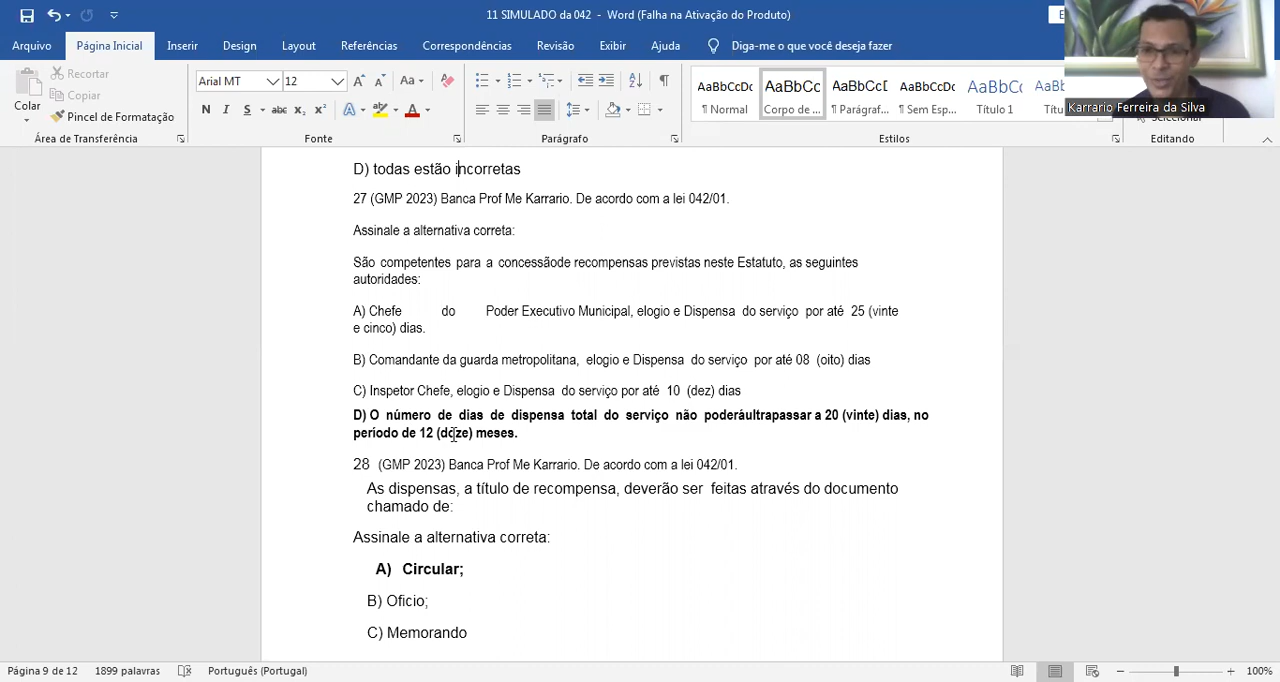 11 SIMULADO da 042 - Word (Falha na Ativação do Produto)
Arquivo Página Inicial Inserir Design Layout Referências Correspondências Revisão Exibir Ajuda Diga-me o que você deseja fazer
Colar
Recortar
Copiar
Pincel de Formatação
Área de Transferência
Arial MT 12
N I S abc x₂ x²
Fonte
Parágrafo
AaBbCcDc AaBbCc AaBbCcI AaBbCcDc AaBbCc
¶ Normal Corpo de ... ¶ Parágraf... ¶ Sem Esp... Título 1
Estilos
Karrario Ferreira da Silva
Selecionar
Editando
D) todas estão incorretas
27 (GMP 2023) Banca Prof Me Karrario. De acordo com a lei 042/01.
Assinale a alternativa correta:
São competentes para a concessãode recompensas previstas neste Estatuto, as seguintes
autoridades:
A) Chefe do Poder Executivo Municipal, elogio e Dispensa do serviço por até 25 (vinte
e cinco) dias.
B) Comandante da guarda metropolitana, elogio e Dispensa do serviço por até 08 (oito) dias
C) Inspetor Chefe, elogio e Dispensa do serviço por até 10 (dez) dias
D) O número de dias de dispensa total do serviço não poderáultrapassar a 20 (vinte) dias, no
período de 12 (doze) meses.
28 (GMP 2023) Banca Prof Me Karrario. De acordo com a lei 042/01.
As dispensas, a título de recompensa, deverão ser feitas através do documento
chamado de:
Assinale a alternativa correta:
A) Circular;
B) Oficio;
C) Memorando
Página 9 de 12 1899 palavras Português (Portugal) 100%